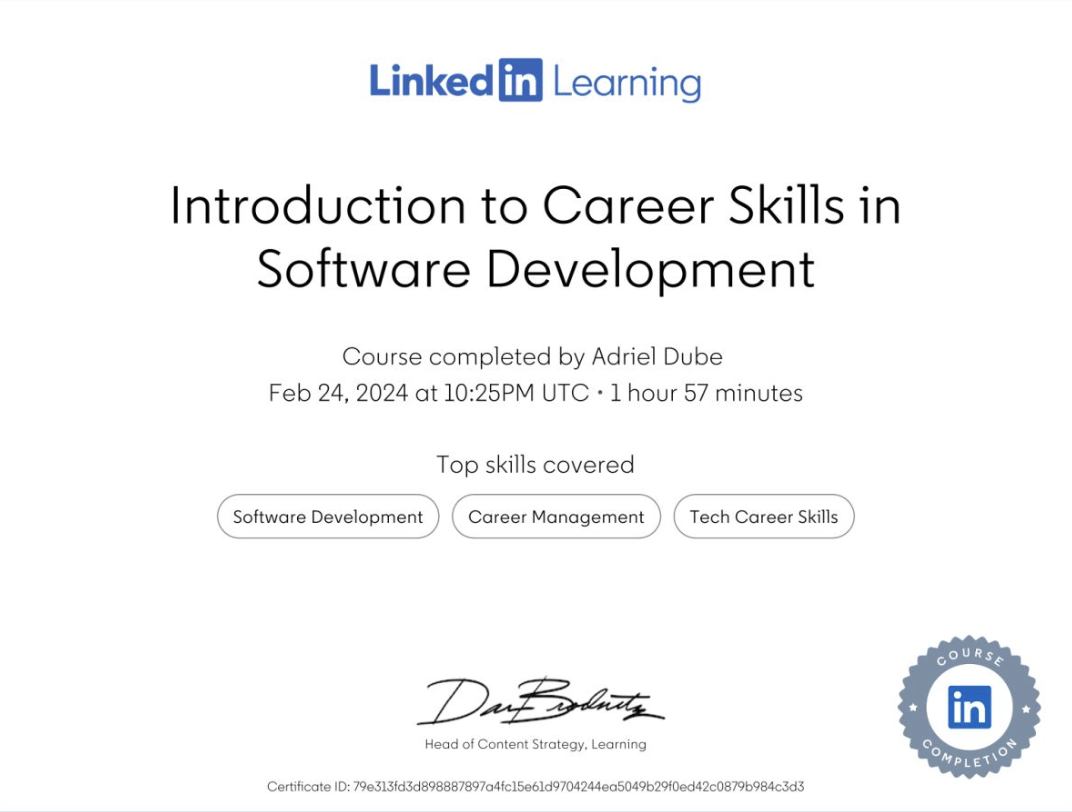 Linked in Learning
Introduction to Career Skills in
Software Development
Course completed by Adriel Dube
Feb 24, 2024 at 10:25PM UTC • 1 hour 57 minutes
Top skills covered
Software Development
Career Management
Tech Career Skills
Dan Brodnitz
Head of Content Strategy, Learning
COURSE
in
COMPLETION
Certificate ID: 79e313fd3d898887897a4fc15e61d9704244ea5049b29f0ed42c0879b984c3d3